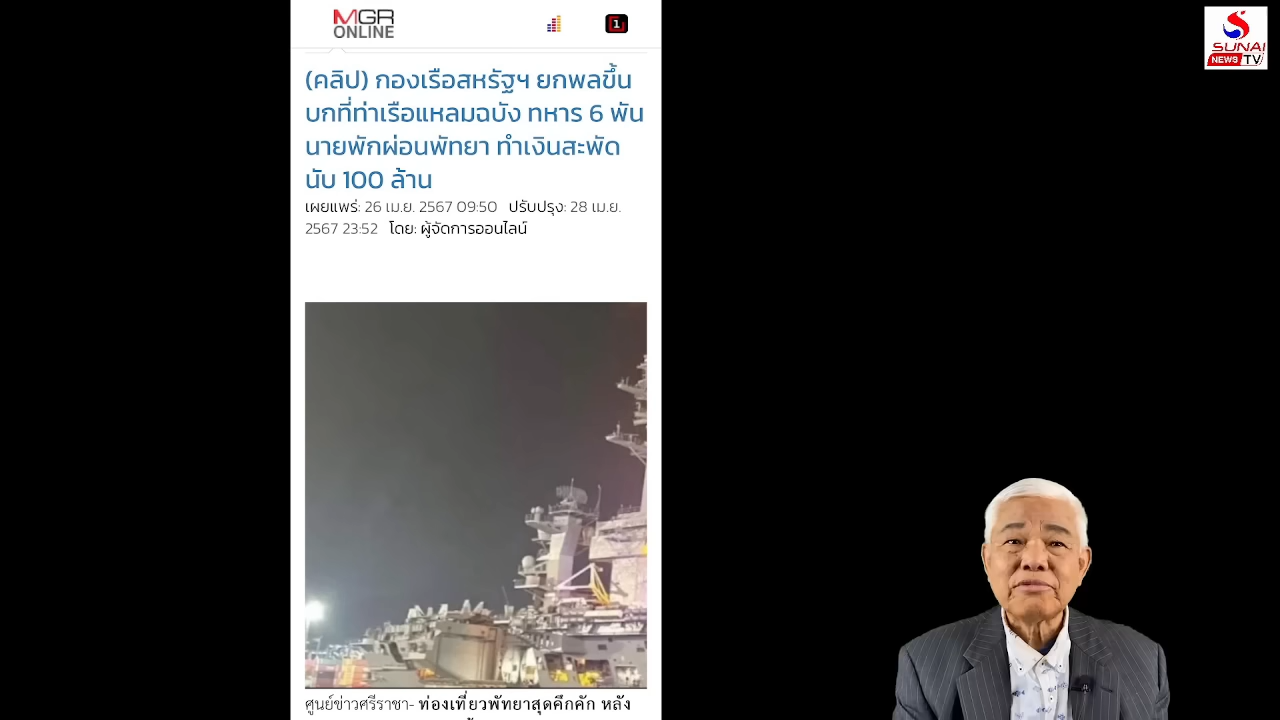 MGR
ONLINE
1
SUNAI
NEWS TV
(คลิป) กองเรือสหรัฐฯ ยกพลขึ้น
บกที่ท่าเรือแหลมฉบัง ทหาร 6 พัน
นายพักผ่อนพัทยา ทำเงินสะพัด
นับ 100 ล้าน
เผยแพร่: 26 เม.ย. 2567 09:50 ปรับปรุง: 28 เม.ย.
2567 23:52 โดย: ผู้จัดการออนไลน์
ศูนย์ข่าวศรีราชา- ท่องเที่ยวพัทยาสุดคึกคัก หลัง